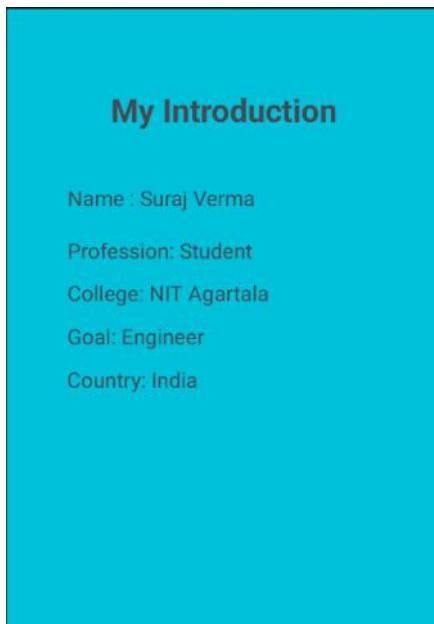 My Introduction
Name : Suraj Verma
Profession: Student
College: NIT Agartala
Goal: Engineer
Country: India